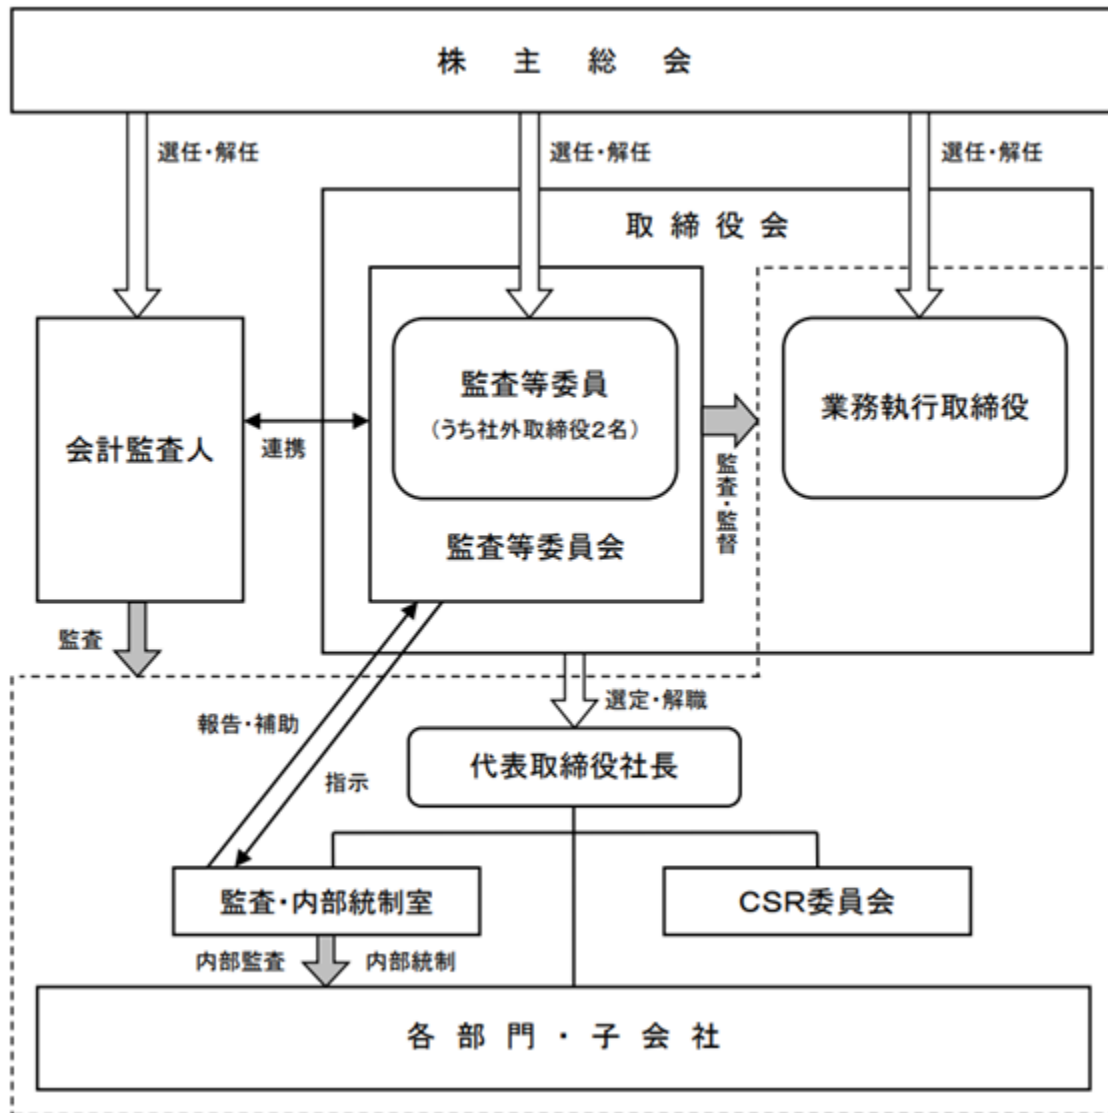 株主総会
選任・解任
選任・解任
選任・解任
取締役会
監査等委員
(うち社外取締役2名)
業務執行取締役
会計監査人
連携
監査・監督
監査等委員会
監査
選定・解職
報告・補助
代表取締役社長
指示
監査・内部統制室
CSR委員会
内部監査
内部統制
各部門・子会社